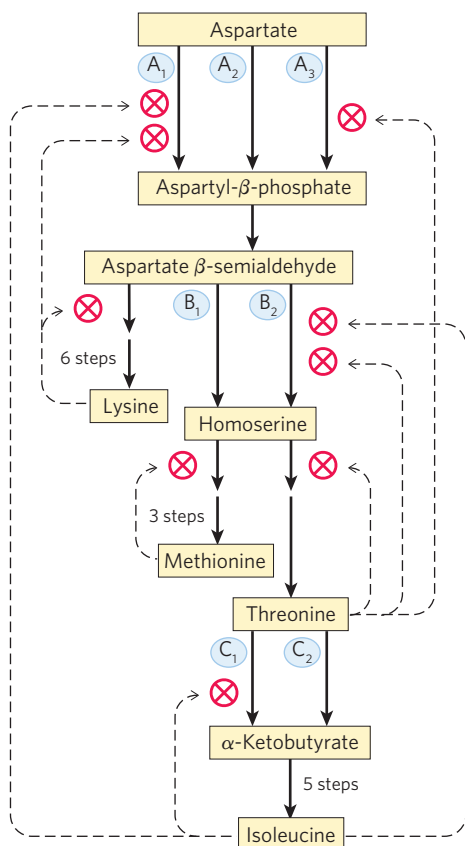 Aspartate
A₁ A₂ A₃
Aspartyl-β-phosphate
Aspartate β-semialdehyde
B₁ B₂
6 steps
Lysine
Homoserine
3 steps
Methionine
Threonine
C₁ C₂
α-Ketobutyrate
5 steps
Isoleucine